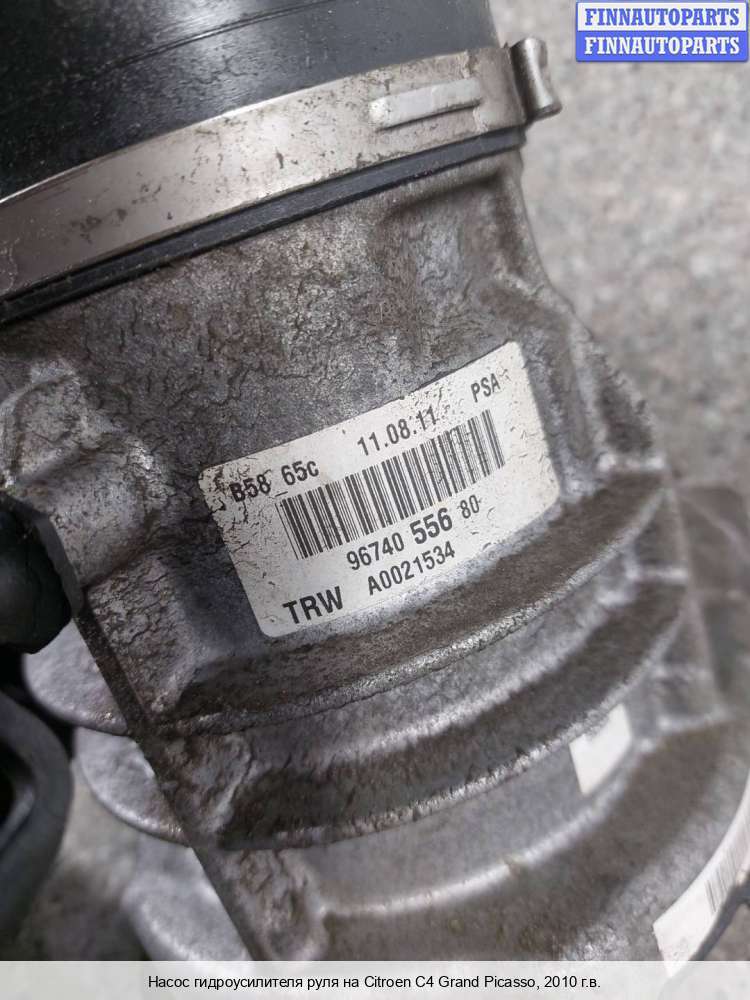 FINNAUTOPARTS
FINNAUTOPARTS
B58 65c 11.08.11 PSA
96740 556 80
TRW A0021534
Насос гидроусилителя руля на Citroen C4 Grand Picasso, 2010 г.в.